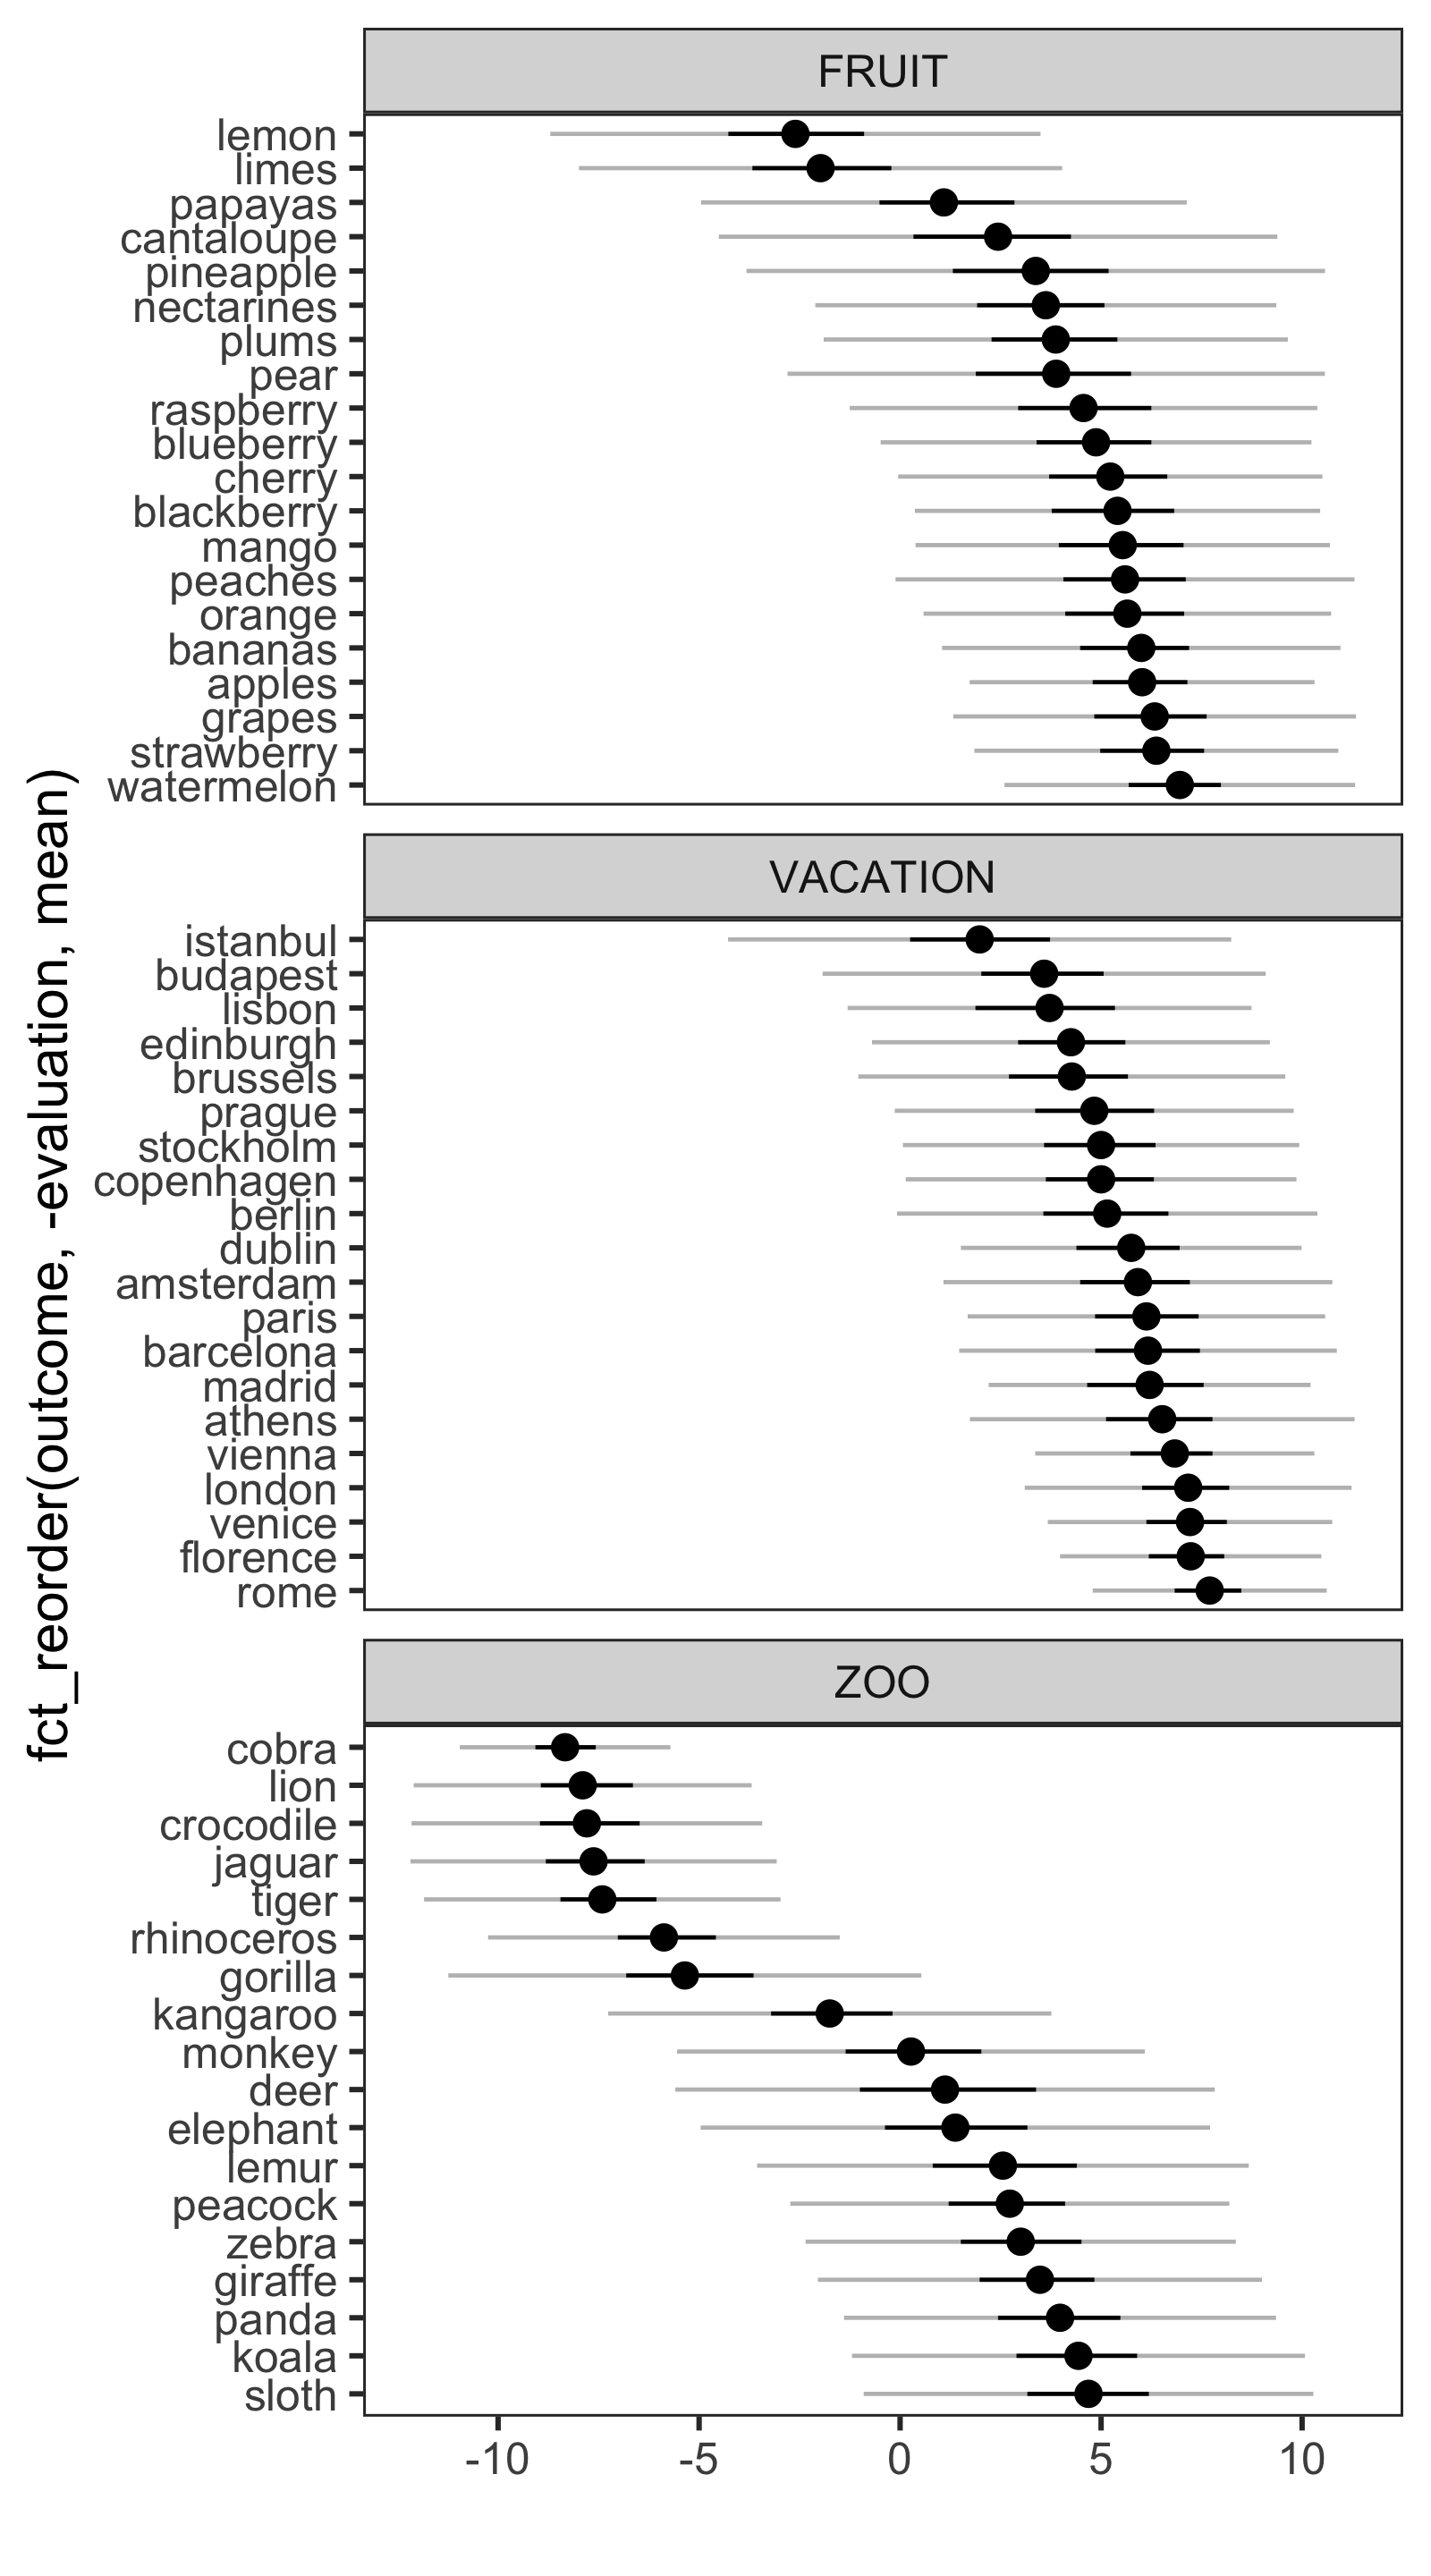 fct_reorder(outcome, -evaluation, mean)
FRUIT
lemon
limes
papayas
cantaloupe
pineapple
nectarines
plums
pear
raspberry
blueberry
cherry
blackberry
mango
peaches
orange
bananas
apples
grapes
strawberry
watermelon
VACATION
istanbul
budapest
lisbon
edinburgh
brussels
prague
stockholm
copenhagen
berlin
dublin
amsterdam
paris
barcelona
madrid
athens
vienna
london
venice
florence
rome
ZOO
cobra
lion
crocodile
jaguar
tiger
rhinoceros
gorilla
kangaroo
monkey
deer
elephant
lemur
peacock
zebra
giraffe
panda
koala
sloth
-10 -5 0 5 10